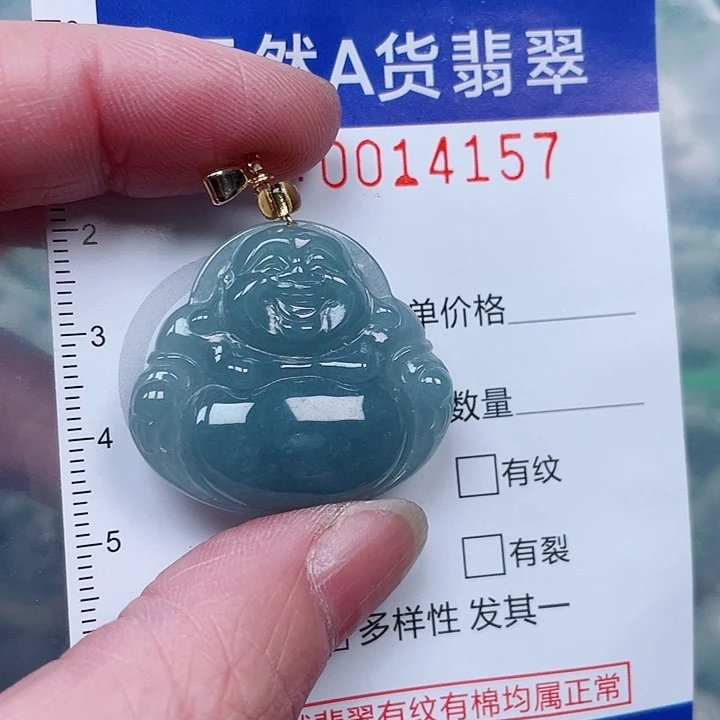 然A货翡翠
0014157
单价格
2
3
数量
4
有纹
5
有裂
多样性 发其一
翡翠有纹有棉均属正常